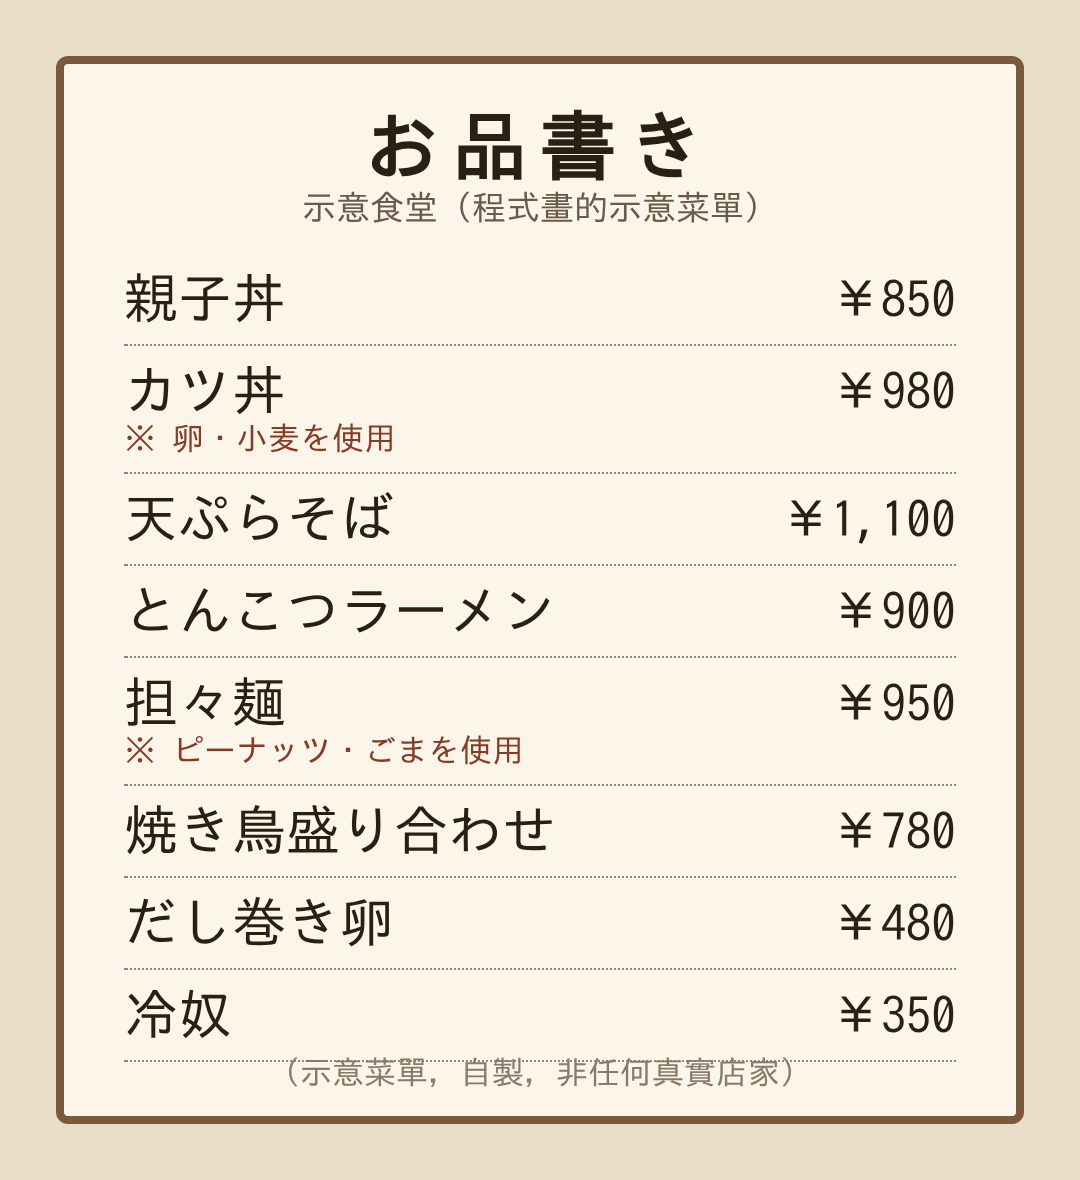 お品書き
示意食堂（程式畫的示意菜單）
親子丼 ¥850
カツ丼 ¥980
※ 卵・小麦を使用
天ぷらそば ¥1,100
とんこつラーメン ¥900
担々麺 ¥950
※ ピーナッツ・ごまを使用
焼き鳥盛り合わせ ¥780
だし巻き卵 ¥480
冷奴 ¥350
（示意菜單，自製，非任何真實店家）